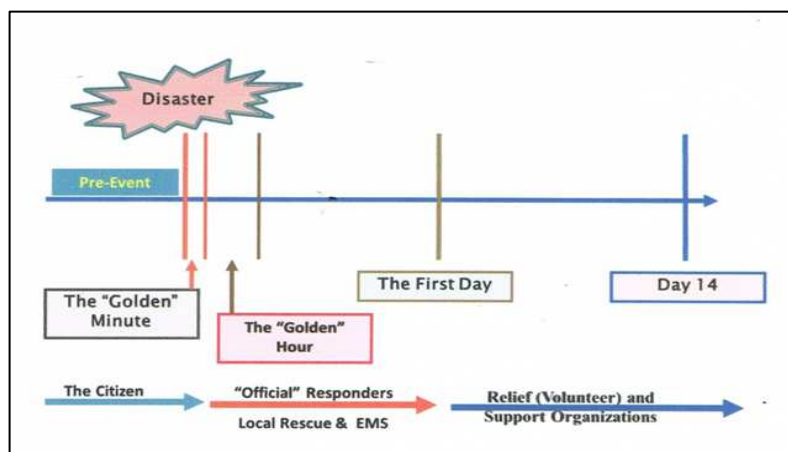 Disaster
Pre-Event
The "Golden"
Minute
The "Golden"
Hour
The First Day
Day 14
The Citizen
"Official" Responders
Local Rescue & EMS
Relief (Volunteer) and
Support Organizations